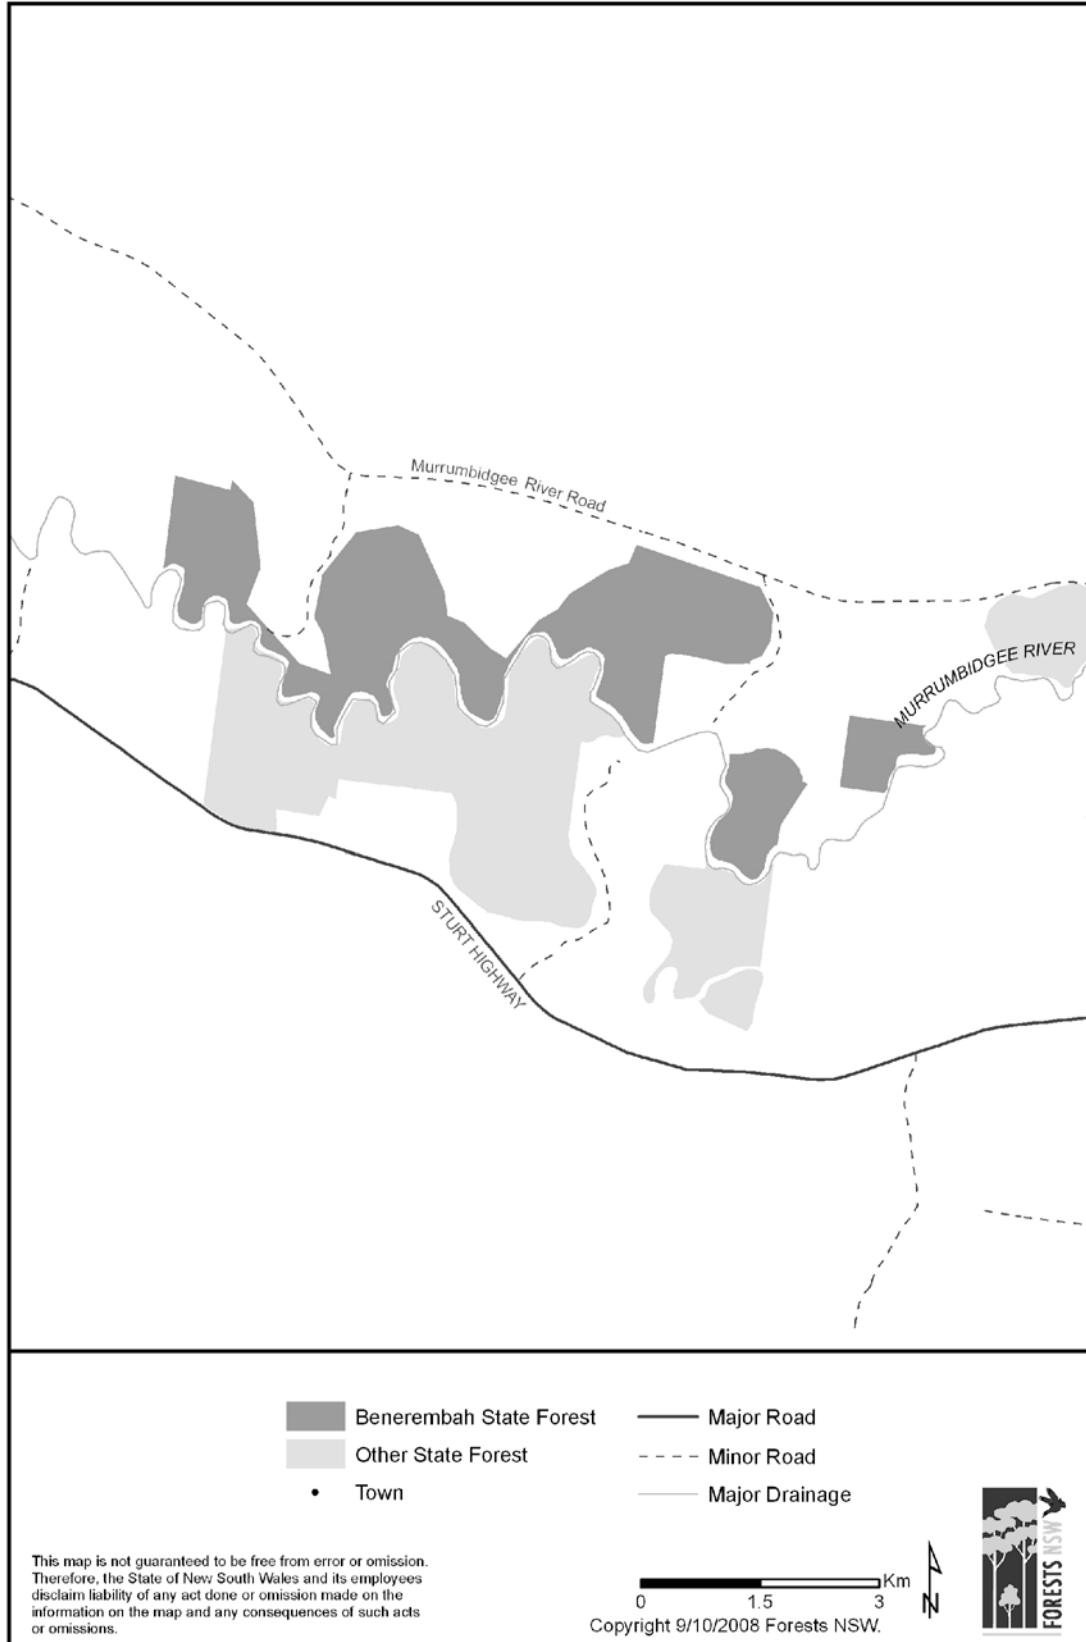 Murrumbidgee River Road
MURRUMBIDGEE RIVER
STURT HIGHWAY
Benerembah State Forest
Other State Forest
Town
Major Road
Minor Road
Major Drainage
This map is not guaranteed to be free from error or omission.
Therefore, the State of New South Wales and its employees
disclaim liability of any act done or omission made on the
information on the map and any consequences of such acts
or omissions.
0 1.5 3 Km
Copyright 9/10/2008 Forests NSW.
N
FORESTS NSW